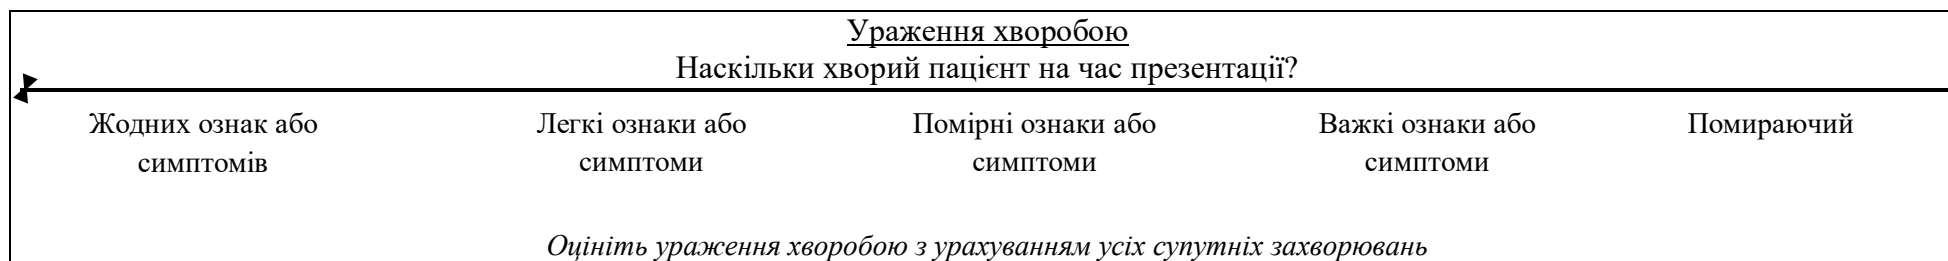 Ураження хворобою
Наскільки хворий пацієнт на час презентації?
Жодних ознак або
симптомів
Легкі ознаки або
симптоми
Помірні ознаки або
симптоми
Важкі ознаки або
симптоми
Помираючий
Оцініть ураження хворобою з урахуванням усіх супутніх захворювань